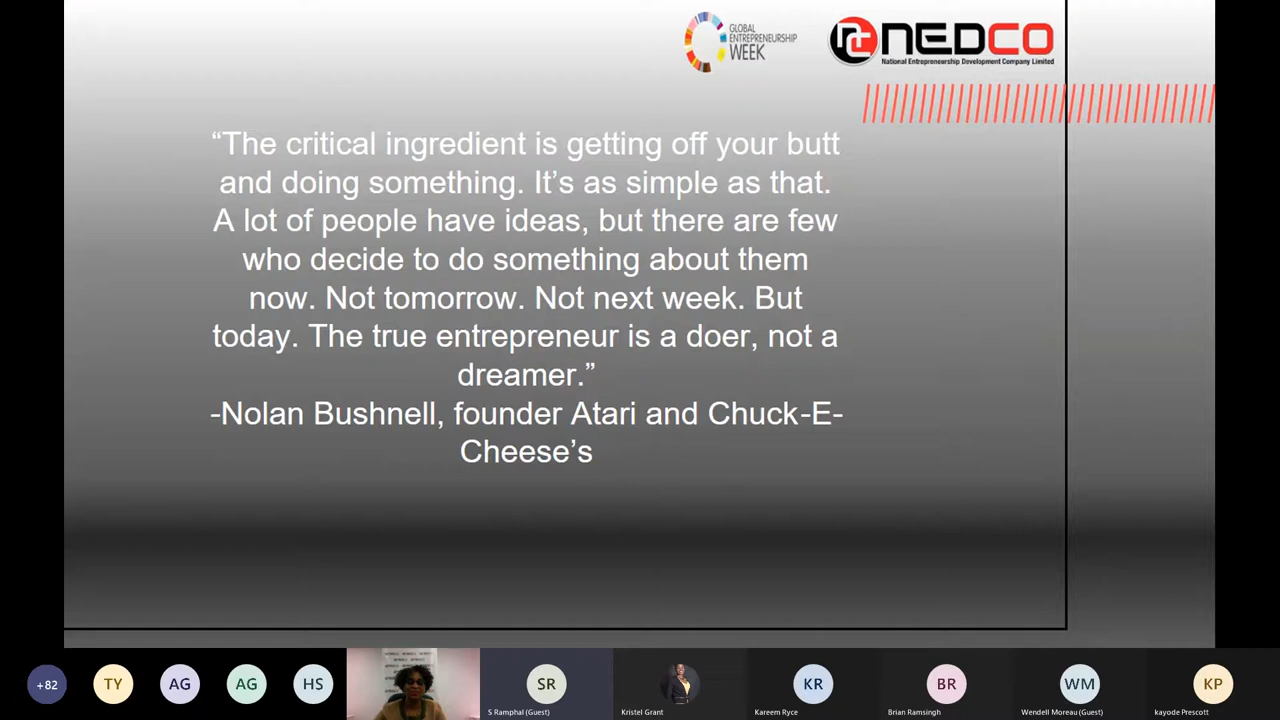 GLOBAL
ENTREPRENEURSHIP
WEEK
NEDCO
National Entrepreneurship Development Company Limited
“The critical ingredient is getting off your butt
and doing something. It’s as simple as that.
A lot of people have ideas, but there are few
who decide to do something about them
now. Not tomorrow. Not next week. But
today. The true entrepreneur is a doer, not a
dreamer.”
-Nolan Bushnell, founder Atari and Chuck-E-
Cheese’s
+82
TY
AG
AG
HS
SR
S Ramphal (Guest)
Kristel Grant
KR
Kareem Ryce
BR
Brian Ramsingh
WM
Wendell Moreau (Guest)
KP
kayode Prescott